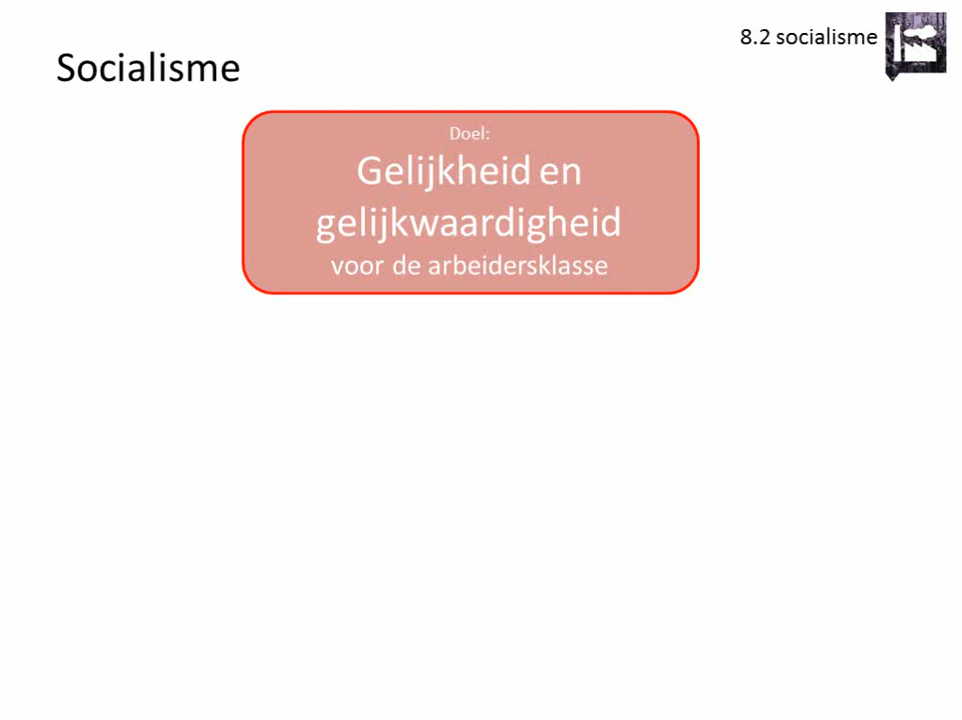 8.2 socialisme
Socialisme
Doel:
Gelijkheid en
gelijkwaardigheid
voor de arbeidersklasse